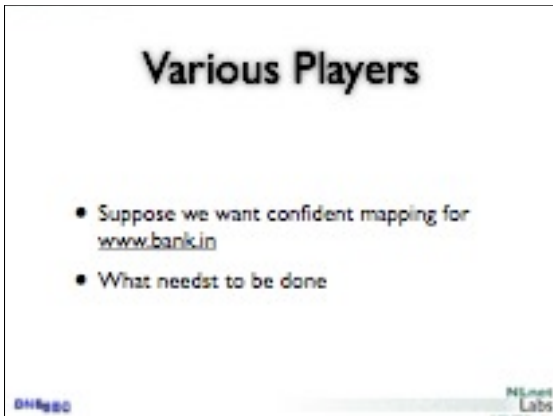 Various Players
• Suppose we want confident mapping for
www.bank.in
• What needst to be done
DNSSEC
NLnet
Labs